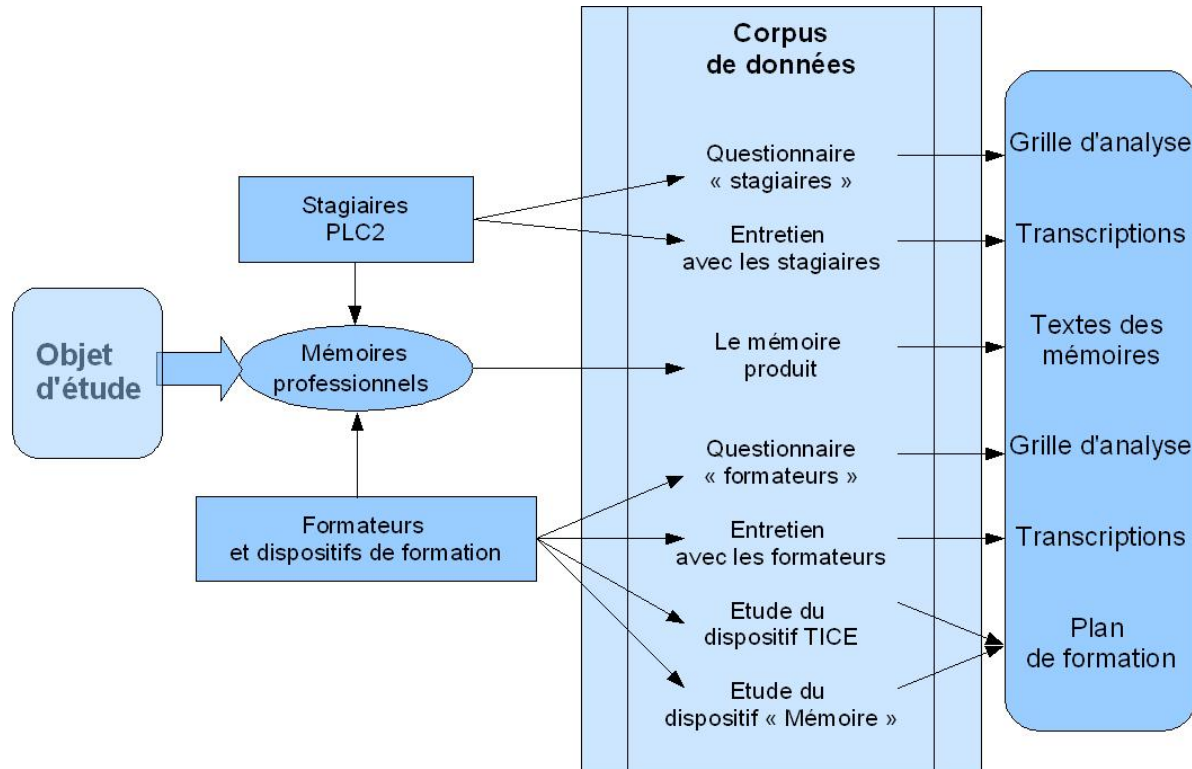 Objet
d'étude
Stagiaires
PLC2
Mémoires
professionnels
Formateurs
et dispositifs de formation
Corpus
de données
Questionnaire
« stagiaires »
Entretien
avec les stagiaires
Le mémoire
produit
Questionnaire
« formateurs »
Entretien
avec les formateurs
Etude du
dispositif TICE
Etude du
dispositif « Mémoire »
Grille d'analyse
Transcriptions
Textes des
mémoires
Grille d'analyse
Transcriptions
Plan
de formation